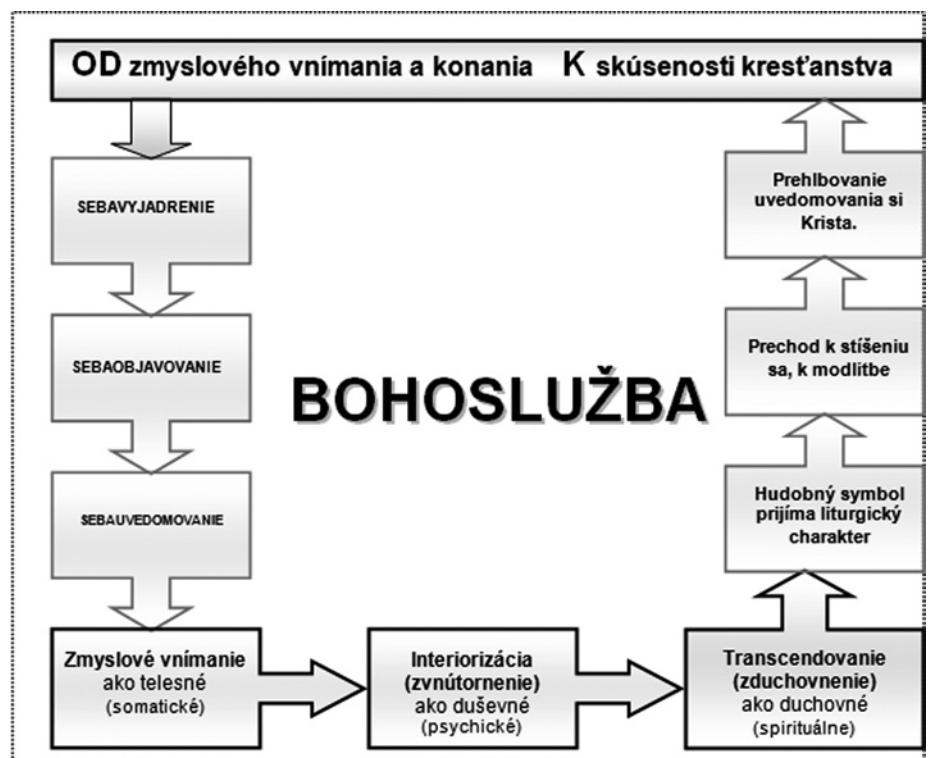 OD zmyslového vnímania a konania K skúsenosti kresťanstva
SEBAVYJADRENIE
SEBAOBJAVOVANIE
SEBAUVEDOMOVANIE
Zmyslové vnímanie
ako telesné
(somatické)
Interiorizácia
(zvnútornenie)
ako duševné
(psychické)
Transcendovanie
(zduchovnenie)
ako duchovné
(spirituálne)
Hudobný symbol
prijíma liturgický
charakter
Prechod k stíšeniu
sa, k modlitbe
Prehlbovanie
uvedomovania si
Krista.
BOHOSLUŽBA